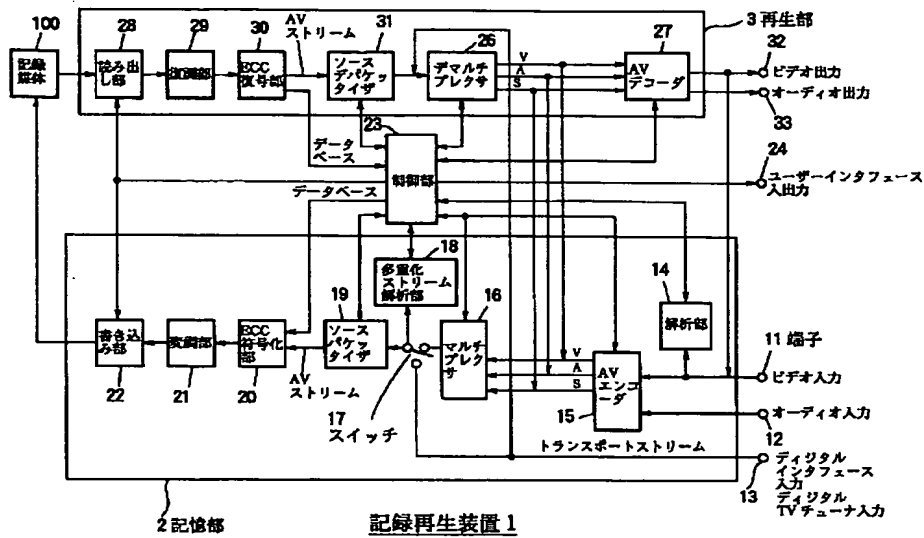 100
記録
媒体
28
読み出
し部
29
復調部
30
ECC
復号部
AV
ストリーム
31
ソース
デパケッ
タイザ
26
デマルチ
プレクサ
V
A
S
27
AV
デコーダ
3 再生部
32
ビデオ出力
オーディオ出力
33
データ
ベース
データベース
23
制御部
24
ユーザーインタフェース
入出力
18
多重化
ストリーム
解析部
14
解析部
22
書き込
み部
21
変調部
20
ECC
符号化
部
AV
ストリーム
19
ソース
パケッ
タイザ
17
スイッチ
16
マルチ
プレク
サ
V
A
S
15
AV
エンコ
ーダ
11 端子
ビデオ入力
オーディオ入力
12
トランスポートストリーム
13
ディジタル
インタフェース
入力
ディジタル
TVチューナ入力
2 記憶部
記録再生装置1